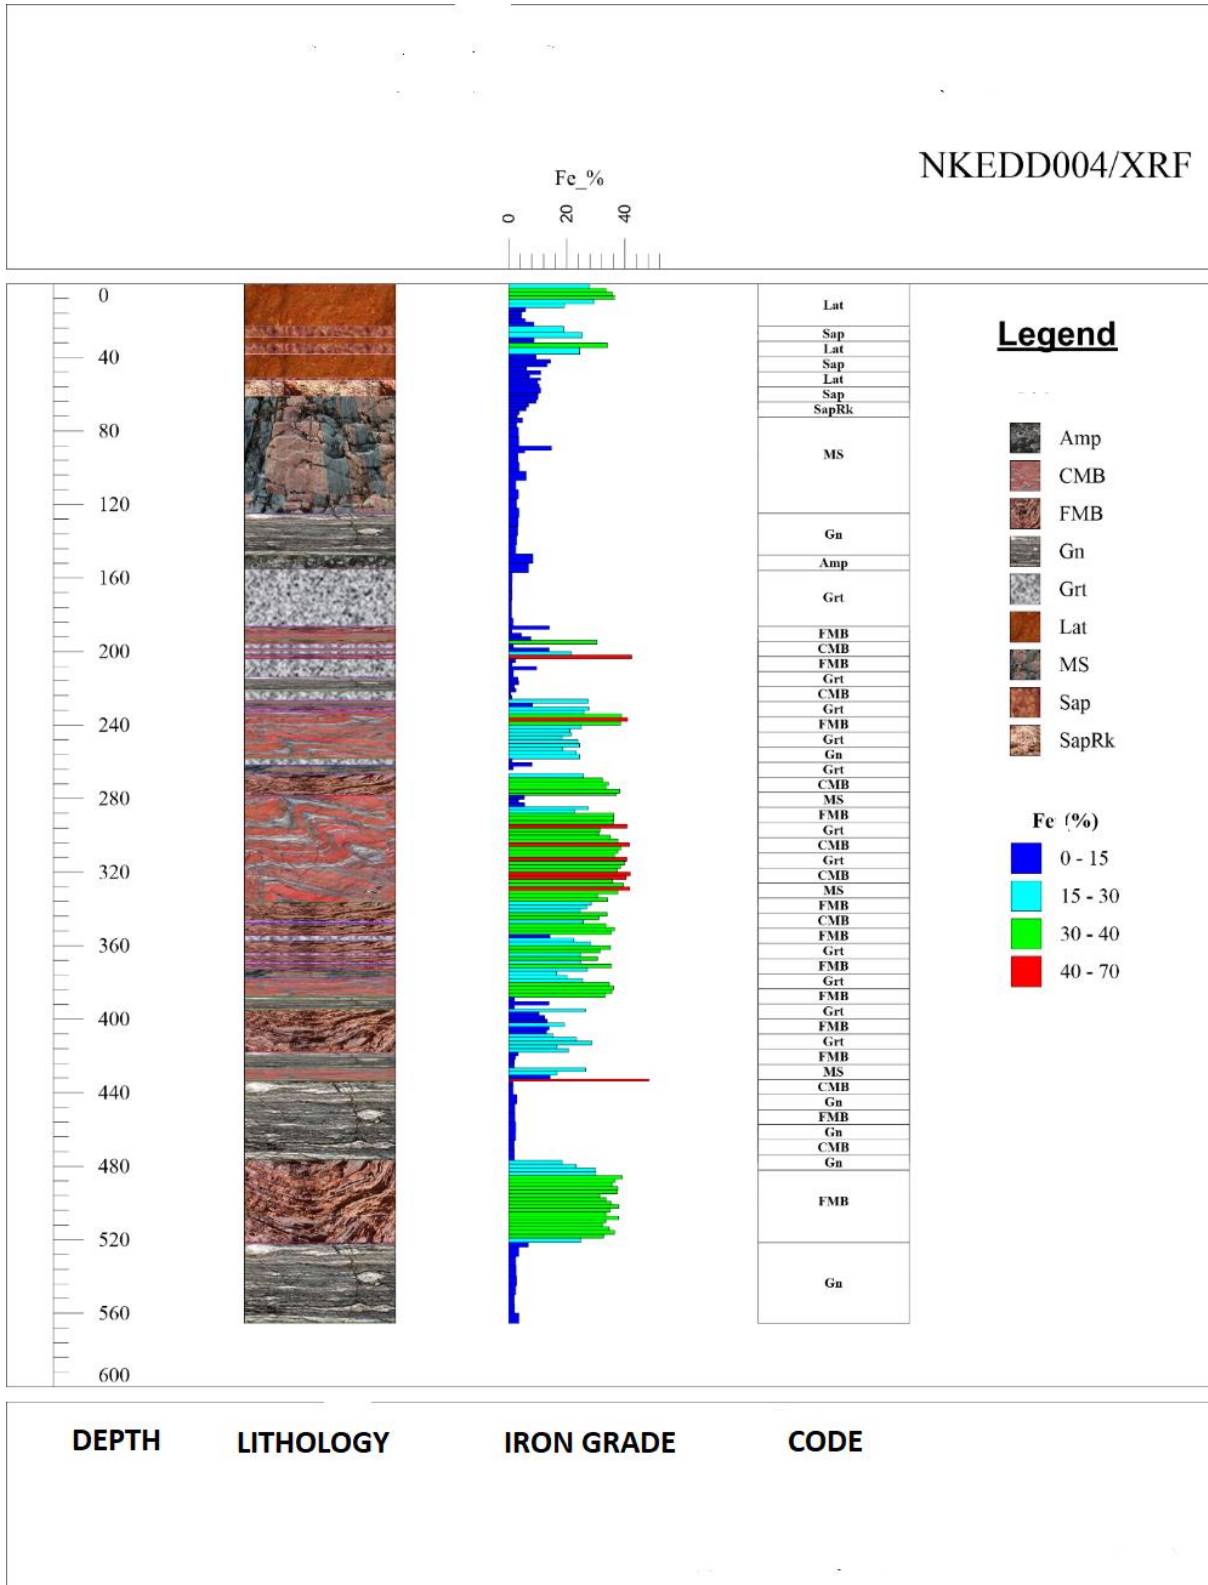 NKEDD004/XRF
Fe_%
0 20 40
0
40
80
120
160
200
240
280
320
360
400
440
480
520
560
600
Lat
Sap
Lat
Sap
Lat
Sap
SapRk
MS
Gn
Amp
Grt
FMB
CMB
FMB
Grt
CMB
Grt
FMB
Grt
Gn
Grt
CMB
MS
FMB
Grt
CMB
Grt
CMB
MS
FMB
CMB
FMB
Grt
FMB
Grt
FMB
Grt
FMB
Grt
FMB
MS
CMB
Gn
FMB
Gn
CMB
Gn
FMB
Gn
Legend
Amp
CMB
FMB
Gn
Grt
Lat
MS
Sap
SapRk
Fe (%)
0 - 15
15 - 30
30 - 40
40 - 70
DEPTH LITHOLOGY IRON GRADE CODE